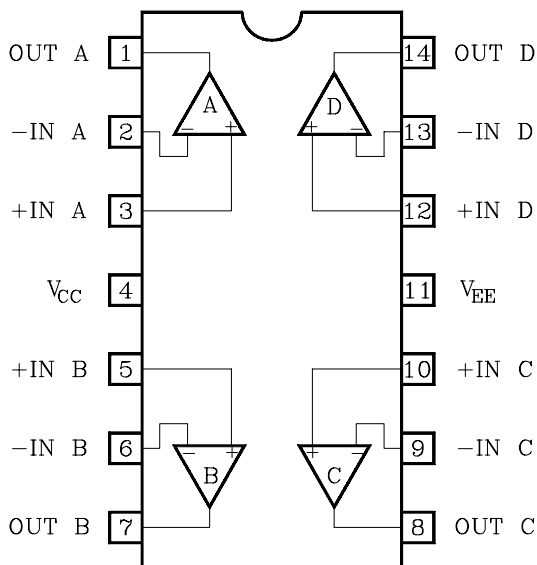 OUT A 1 14 OUT D
A D
−IN A 2 − + + − 13 −IN D
+IN A 3 12 +IN D
VCC 4 11 VEE
+IN B 5 10 +IN C
−IN B 6 − + + − 9 −IN C
B C
OUT B 7 8 OUT C